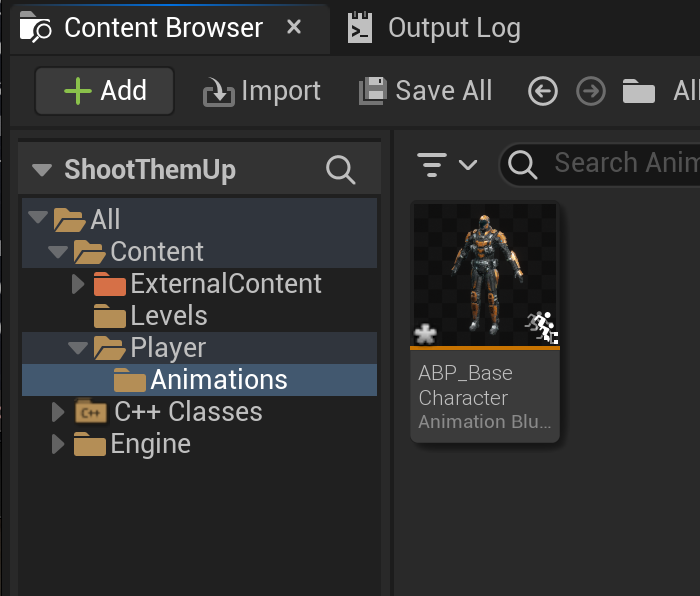 Content Browser
Output Log
Add
Import
Save All
All
ShootThemUp
Search Anim
All
Content
ExternalContent
Levels
Player
Animations
C++
C++ Classes
Engine
ABP_Base
Character
Animation Blu...